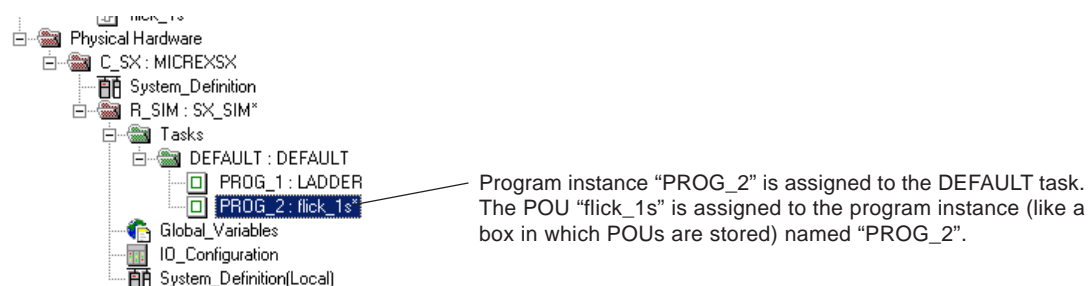 Physical Hardware
C_SX : MICREXSX
System_Definition
R_SIM : SX_SIM*
Tasks
DEFAULT : DEFAULT
PROG_1 : LADDER
PROG_2 : flick_1s*
Global_Variables
IO_Configuration
System_Definition(Local)
Program instance “PROG_2” is assigned to the DEFAULT task.
The POU “flick_1s” is assigned to the program instance (like a
box in which POUs are stored) named “PROG_2”.